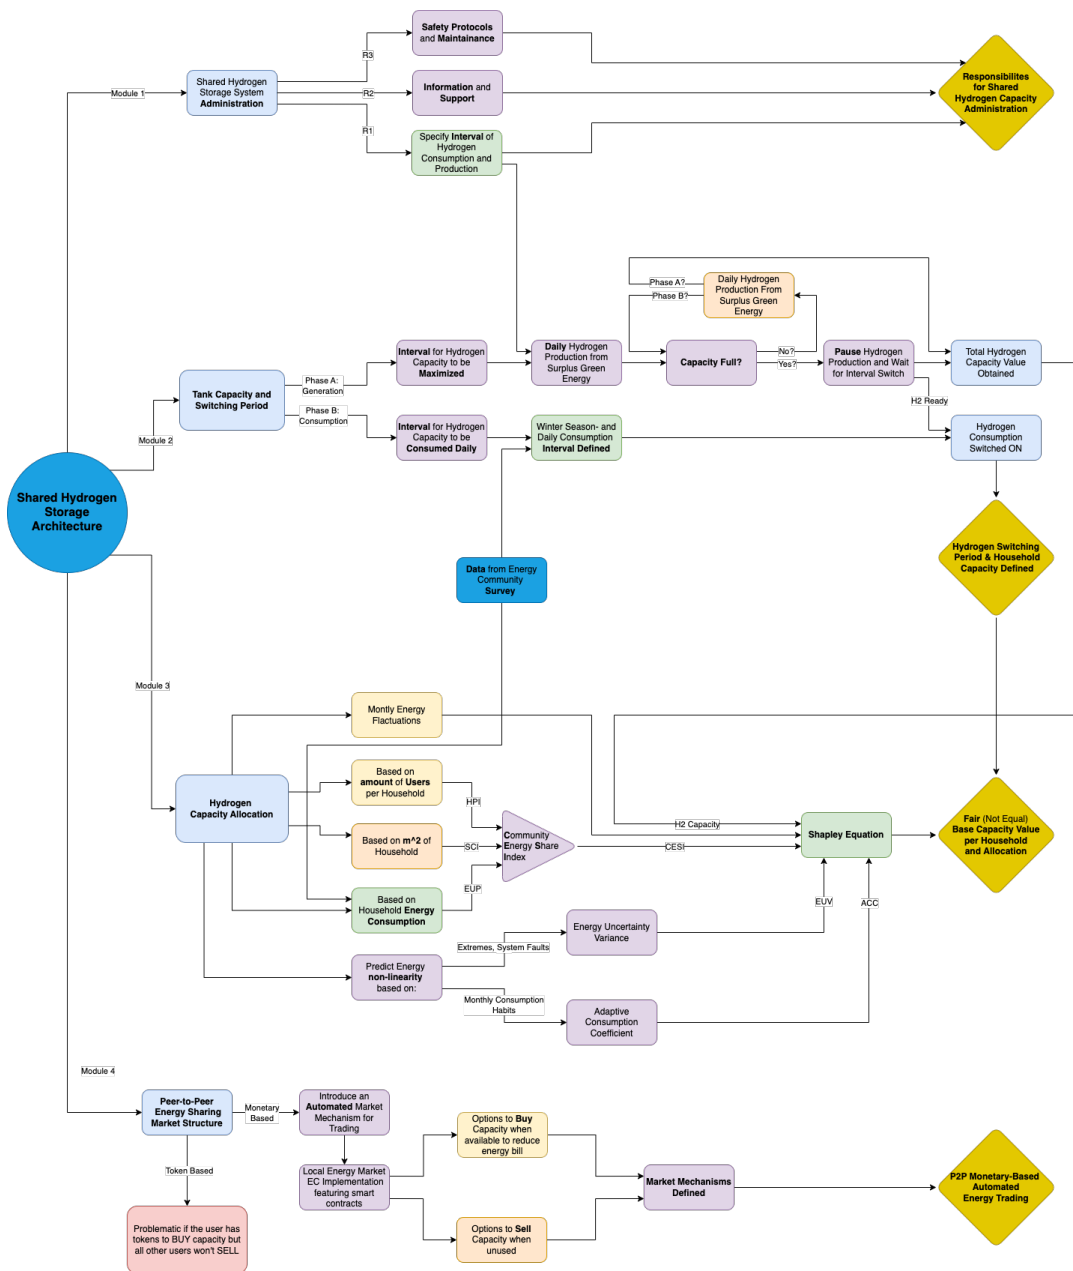 Safety Protocols
and Maintainance
R3
Shared Hydrogen
Storage System
Administration
Module 1
R2
Information and
Support
Responsibilites
for Shared
Hydrogen Capacity
Administration
R1
Specify Interval of
Hydrogen
Consumption and
Production
Phase A?
Phase B?
Daily Hydrogen
Production From
Surplus Green
Energy
Interval for Hydrogen
Capacity to be
Maximized
Daily Hydrogen
Production from
Surplus Green
Energy
Capacity Full?
No?
Yes?
Pause Hydrogen
Production and Wait
for Interval Switch
Total Hydrogen
Capacity Value
Obtained
Tank Capacity and
Switching Period
Phase A:
Generation
Phase B:
Consumption
H2 Ready
Module 2
Interval for Hydrogen
Capacity to be
Consumed Daily
Winter Season- and
Daily Consumption
Interval Defined
Hydrogen
Consumption
Switched ON
Shared Hydrogen
Storage
Architecture
Hydrogen Switching
Period & Household
Capacity Defined
Data from Energy
Community
Survey
Module 3
Montly Energy
Flactuations
Based on
amount of Users
per Household
HPI
Hydrogen
Capacity Allocation
Based on m^2 of
Household
SCI
Community
Energy Share
Index
CESI
H2 Capacity
Shapley Equation
Fair (Not Equal)
Base Capacity Value
per Household
and Allocation
EUP
Based on
Household Energy
Consumption
EUV
ACC
Energy Uncertainty
Variance
Extremes, System Faults
Predict Energy
non-linearity
based on:
Monthly Consumption
Habits
Adaptive
Consumption
Coefficient
Module 4
Peer-to-Peer
Energy Sharing
Market Structure
Monetary
Based
Introduce an
Automated Market
Mechanism for
Trading
Options to Buy
Capacity when
available to reduce
energy bill
Token Based
Local Energy Market
EC Implementation
featuring smart
contracts
Market Mechanisms
Defined
P2P Monetary-Based
Automated
Energy Trading
Problematic if the user has
tokens to BUY capacity but
all other users won't SELL
Options to Sell
Capacity when
unused